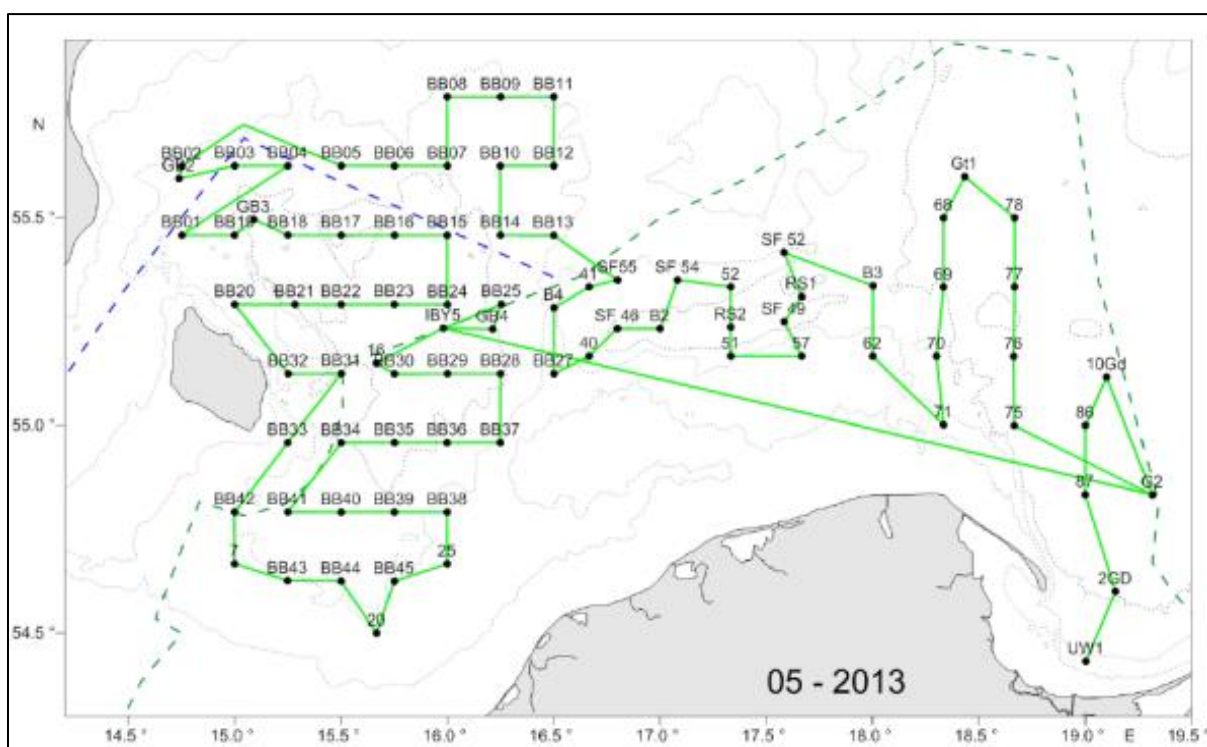 BB08 BB09 BB11
N
BB02 BB03 BB04 BB05 BB06 BB07 BB10 BB12
GB2
Gt1
55.5 °
GB3
68 78
BB01 BB19 BB18 BB17 BB16 BB15 BB14 BB13
SF 52
41 SF55 SF 54 52 B3 69 77
BB20 BB21 BB22 BB23 BB24 BB25 B4
RS1
IBY5 GB4 SF 46 B2 RS2 SF 49
16 40 51 57 62 70 76
BB32 BB31 BB30 BB29 BB28 BB27 10Gd
55.0 °
71 75 86
BB33 BB34 BB35 BB36 BB37
87 G2
BB42 BB41 BB40 BB39 BB38
7 25
BB43 BB44 BB45
2GD
20
54.5 °
UW1
05 - 2013
14.5 ° 15.0 ° 15.5 ° 16.0 ° 16.5 ° 17.0 ° 17.5 ° 18.0 ° 18.5 ° 19.0 ° E 19.5 °